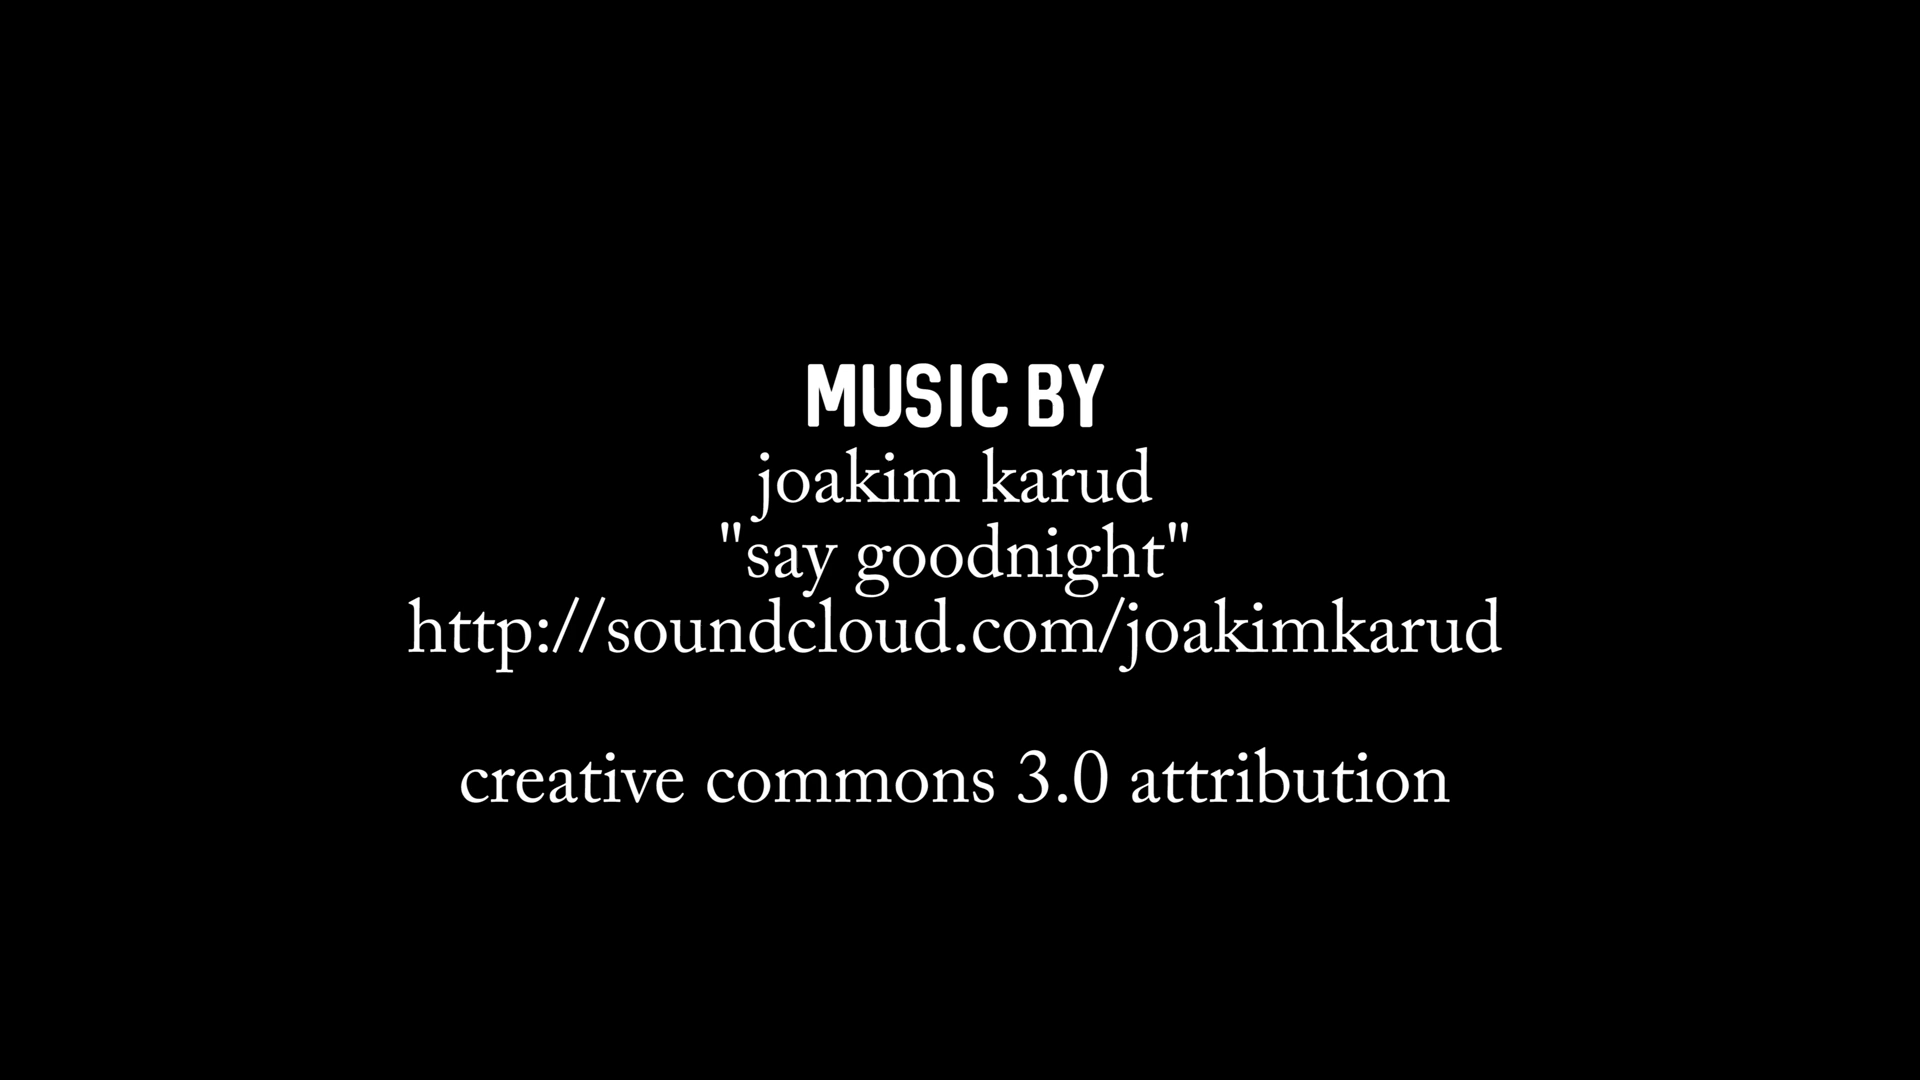 MUSIC BY
joakim karud
"say goodnight"
http://soundcloud.com/joakimkarud
creative commons 3.0 attribution